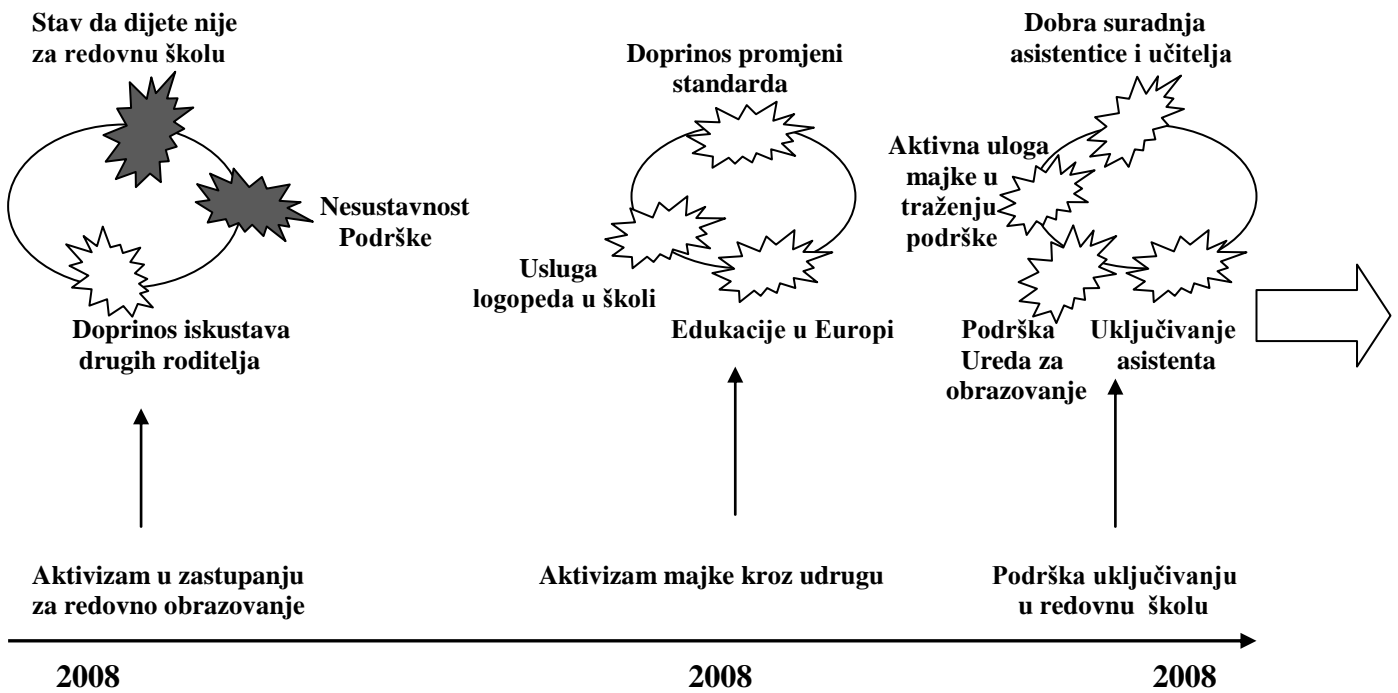 Stav da dijete nije
za redovnu školu
Nesustavnost
Podrške
Doprinos iskustava
drugih roditelja
Doprinos promjeni
standarda
Usluga
logopeda u školi
Edukacije u Europi
Dobra suradnja
asistentice i učitelja
Aktivna uloga
majke u
traženju
podrške
Podrška
Ureda za
obrazovanje
Uključivanje
asistenta
Aktivizam u zastupanju
za redovno obrazovanje
Aktivizam majke kroz udrugu
Podrška uključivanju
u redovnu školu
2008
2008
2008